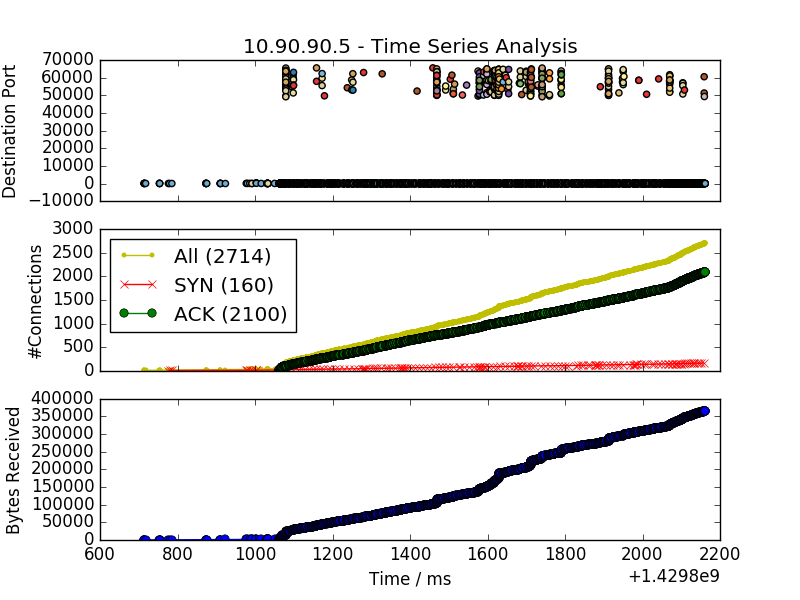 10.90.90.5 - Time Series Analysis
Destination Port
70000
60000
50000
40000
30000
20000
10000
0
−10000
#Connections
3000
2500
2000
1500
1000
500
0
All (2714)
SYN (160)
ACK (2100)
Bytes Received
400000
350000
300000
250000
200000
150000
100000
50000
0
600 800 1000 1200 1400 1600 1800 2000 2200
Time / ms
+1.4298e9